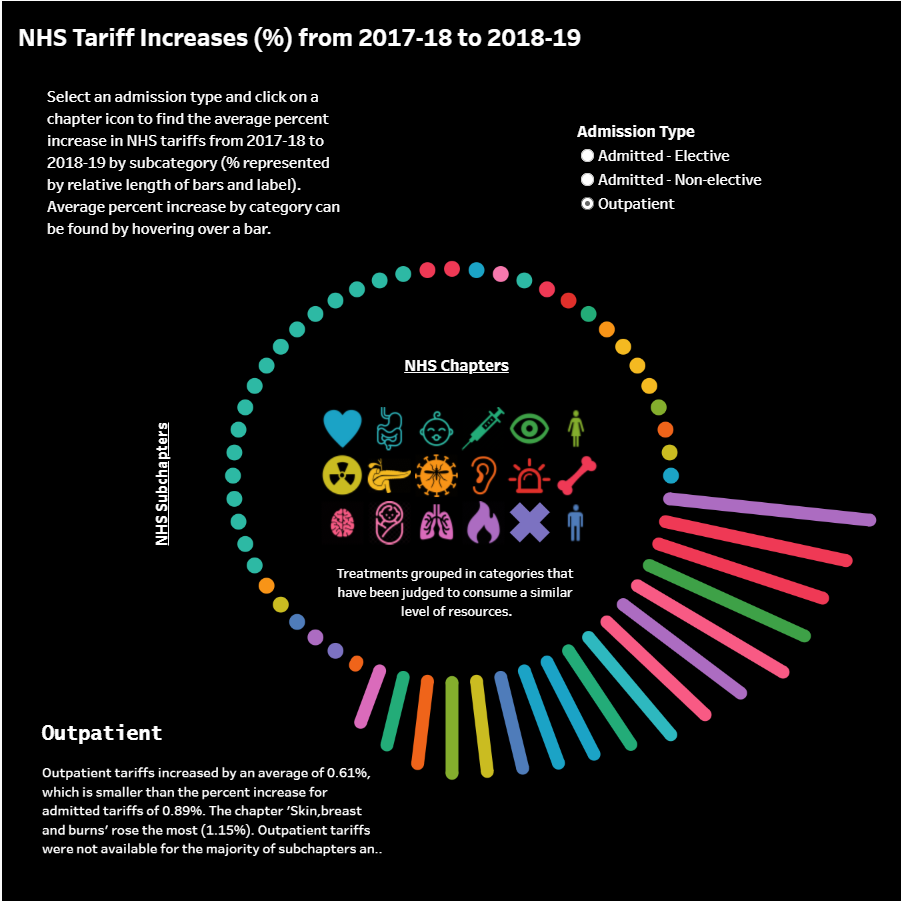 NHS Tariff Increases (%) from 2017-18 to 2018-19
Select an admission type and click on a
chapter icon to find the average percent
increase in NHS tariffs from 2017-18 to
2018-19 by subcategory (% represented
by relative length of bars and label).
Average percent increase by category can
be found by hovering over a bar.
Admission Type
Admitted - Elective
Admitted - Non-elective
Outpatient
NHS Chapters
NHS Subchapters
Treatments grouped in categories that
have been judged to consume a similar
level of resources.
Outpatient
Outpatient tariffs increased by an average of 0.61%,
which is smaller than the percent increase for
admitted tariffs of 0.89%. The chapter ‘Skin,breast
and burns’ rose the most (1.15%). Outpatient tariffs
were not available for the majority of subchapters an..